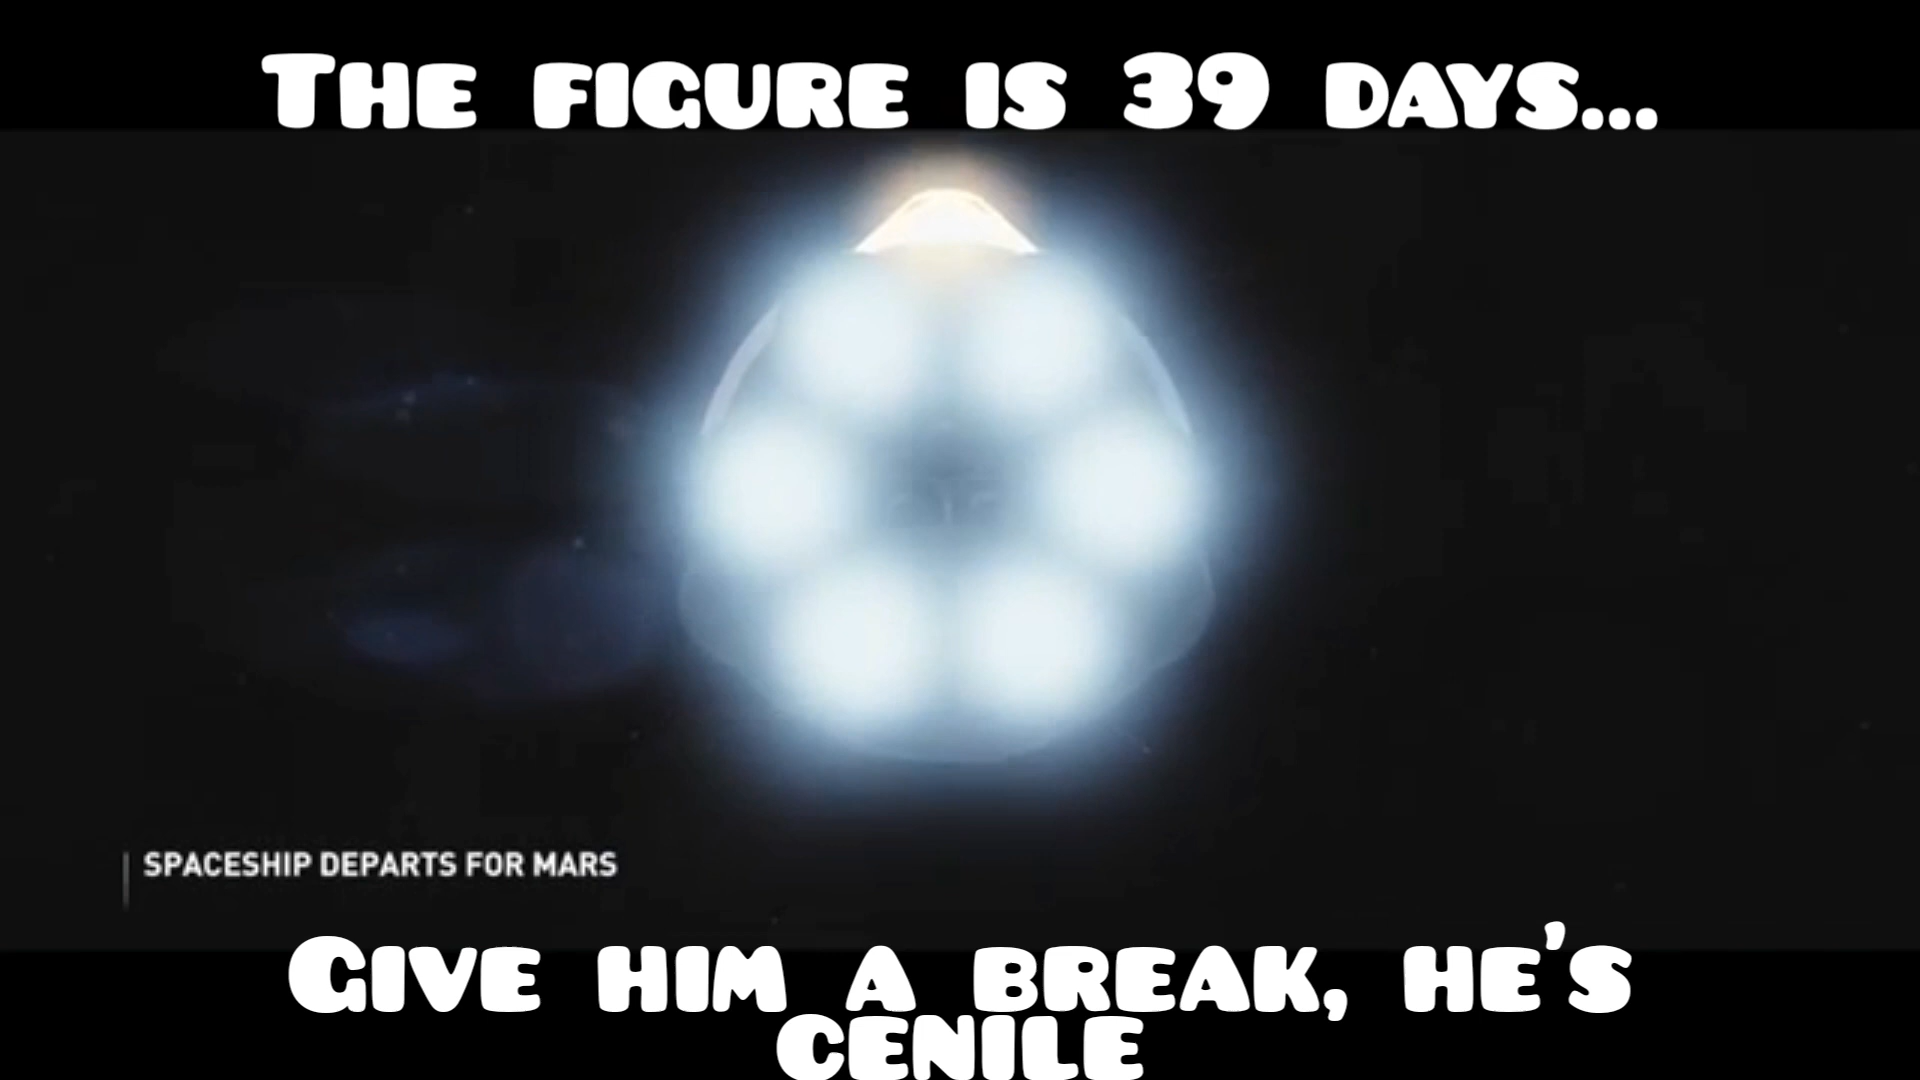 The figure is 39 days...
SPACESHIP DEPARTS FOR MARS
Give him a break, he's
cenile